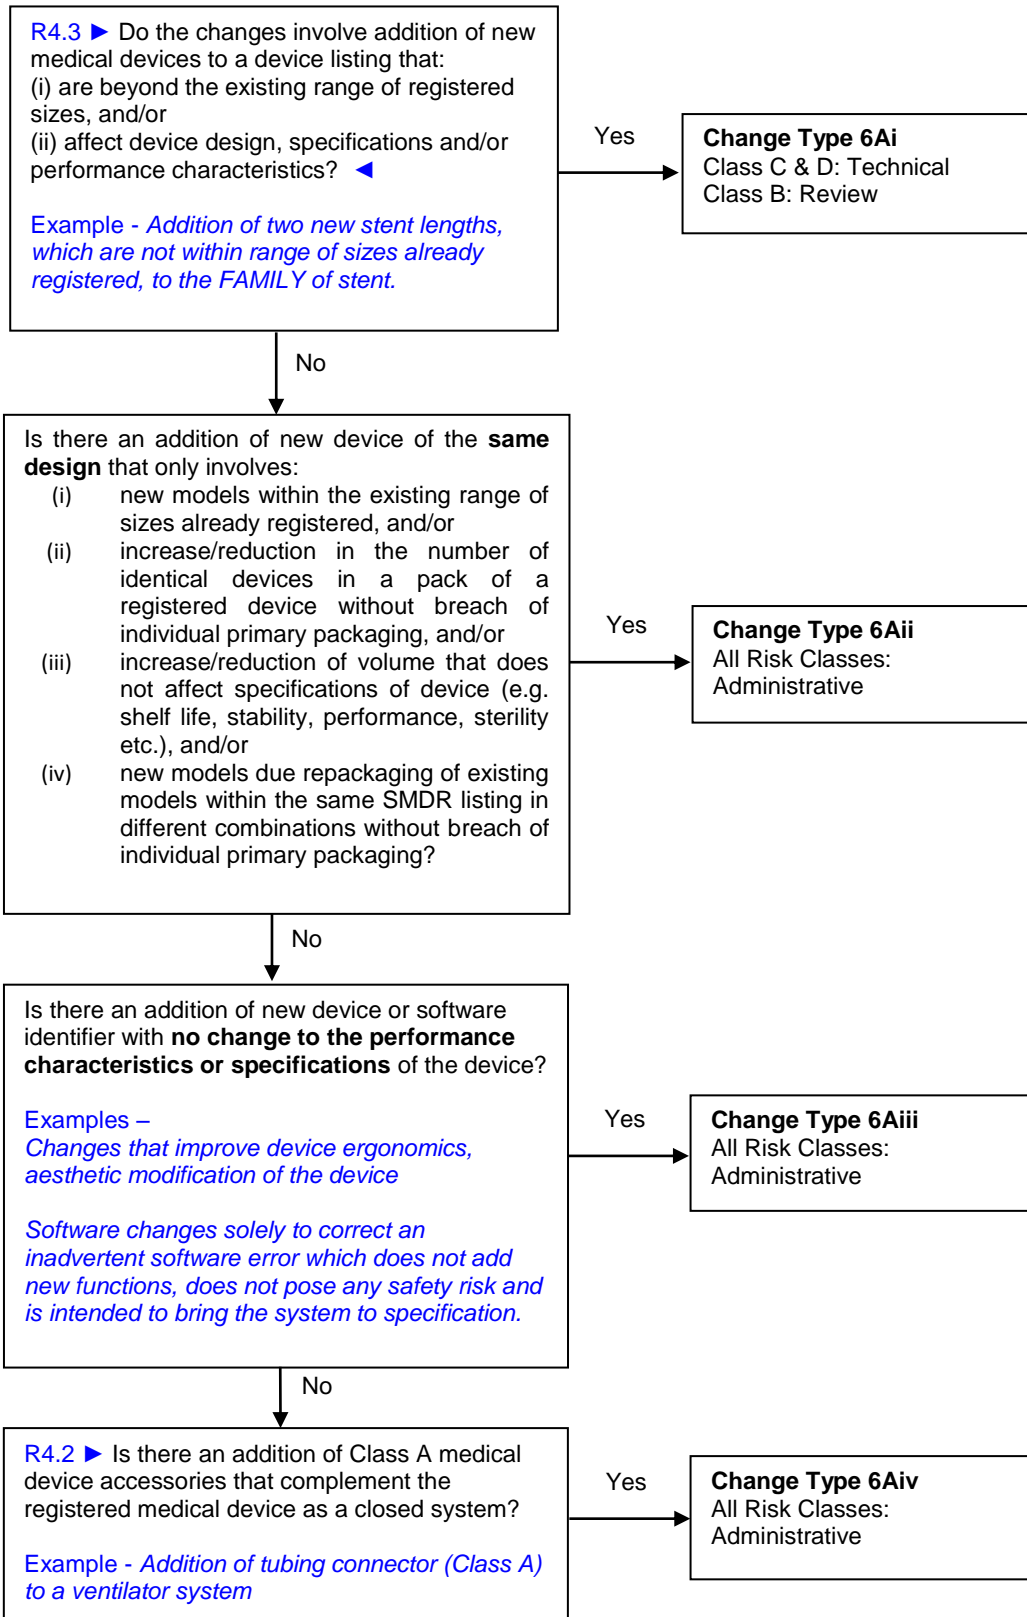 R4.3 ► Do the changes involve addition of new
medical devices to a device listing that:
(i) are beyond the existing range of registered
sizes, and/or
(ii) affect device design, specifications and/or
performance characteristics? ◄
Example - Addition of two new stent lengths,
which are not within range of sizes already
registered, to the FAMILY of stent.
Yes
Change Type 6Ai
Class C & D: Technical
Class B: Review
No
Is there an addition of new device of the same
design that only involves:
(i) new models within the existing range of
sizes already registered, and/or
(ii) increase/reduction in the number of
identical devices in a pack of a
registered device without breach of
individual primary packaging, and/or
(iii) increase/reduction of volume that does
not affect specifications of device (e.g.
shelf life, stability, performance, sterility
etc.), and/or
(iv) new models due repackaging of existing
models within the same SMDR listing in
different combinations without breach of
individual primary packaging?
Yes
Change Type 6Aii
All Risk Classes:
Administrative
No
Is there an addition of new device or software
identifier with no change to the performance
characteristics or specifications of the device?
Examples –
Changes that improve device ergonomics,
aesthetic modification of the device
Software changes solely to correct an
inadvertent software error which does not add
new functions, does not pose any safety risk and
is intended to bring the system to specification.
Yes
Change Type 6Aiii
All Risk Classes:
Administrative
No
R4.2 ► Is there an addition of Class A medical
device accessories that complement the
registered medical device as a closed system?
Example - Addition of tubing connector (Class A)
to a ventilator system
Yes
Change Type 6Aiv
All Risk Classes:
Administrative